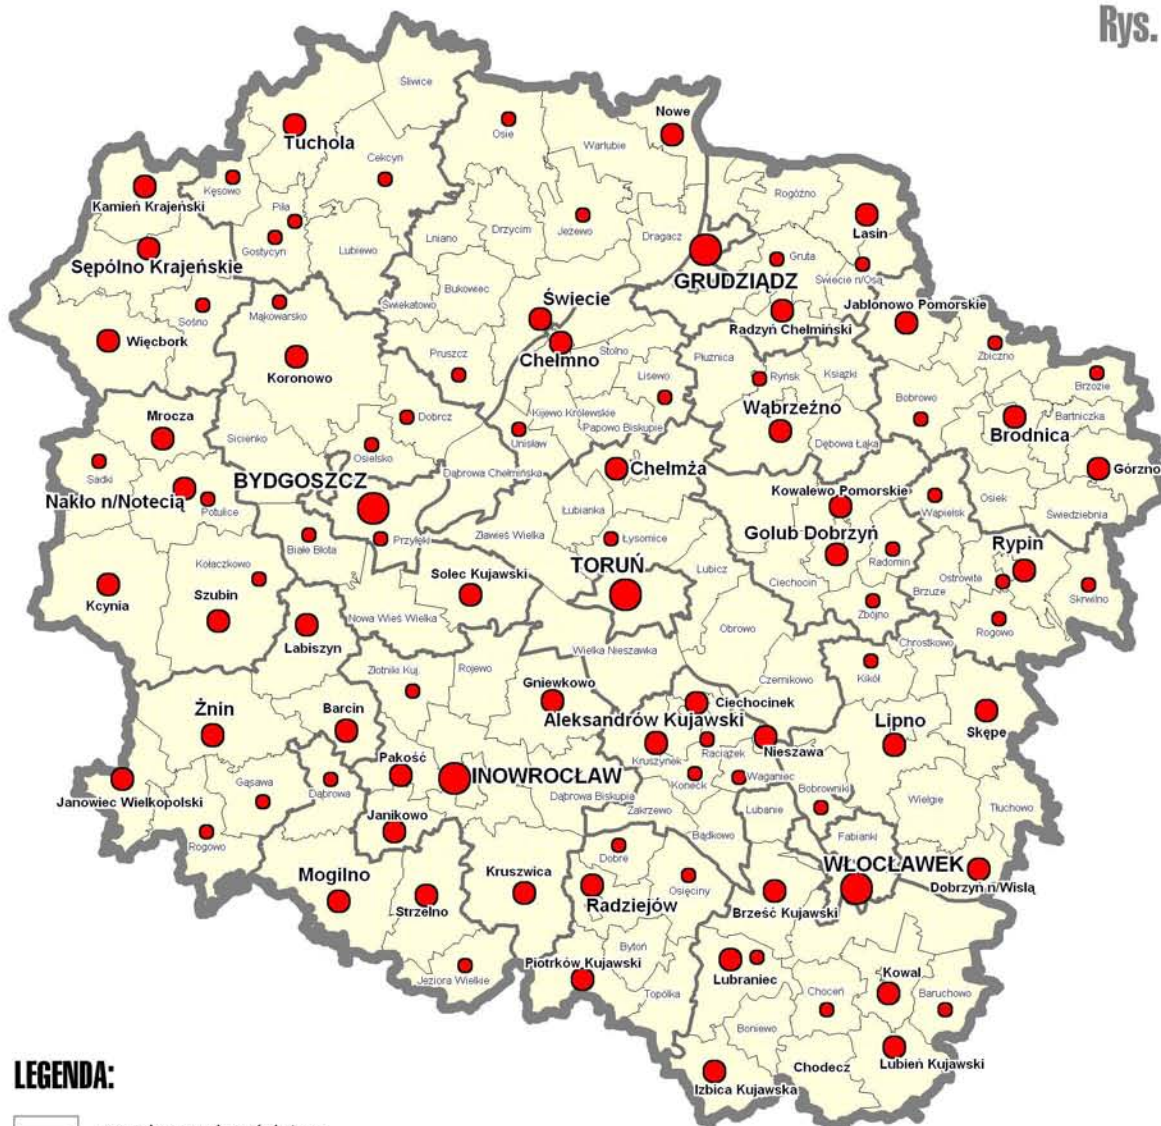 Rys.
Śliwice
Nowe
Osie
Tuchola
Warlubie
Cekcyn
Rogóźno
Kęsowo
Kamień Krajeński
Piła
Jeżewo
Lasin
Drzycim
Dragacz
Lniano
Gostycyn
Lubiewo
Gruta
Sępólno Krajeńskie
Świecie n/Osą
GRUDZIĄDZ
Bukowiec
Świecie
Świekatowo
Jablonowo Pomorskie
Mąkowarsko
Sośno
Radzyń Chełmiński
Więcbork
Stolno
Pruszcz
Chełmno
Płużnica
Zbiczno
Koronowo
Lisewo
Ryńsk
Książki
Brzozie
Bobrowo
Wąbrzeźno
Mrocza
Dobrcz
Kijewo Królewskie
Bartniczka
Papowo Biskupie
Brodnica
Sicienko
Unisław
Dębowa Łąka
Osielsko
Chełmża
Górzno
Dąbrowa Chełmińska
Sadki
BYDGOSZCZ
Kowalewo Pomorskie
Nakło n/Notecią
Osiek
Potulice
Łubianka
Wąpielsk
Świedziebnia
Zławieś Wielka
Golub Dobrzyń
Przyłęki
Łysomice
Białe Błota
Rypin
Kołaczkowo
Radomin
TORUŃ
Lubicz
Solec Kujawski
Ostrowite
Ciechocin
Kcynia
Szubin
Brzuze
Skrwilno
Zbójno
Nowa Wieś Wielka
Rogowo
Obrowo
Labiszyn
Chrostkowo
Wielka Nieszawka
Złotniki Kuj.
Rojewo
Kikół
Czernikowo
Gniewkowo
Ciechocinek
Żnin
Barcin
Aleksandrów Kujawski
Lipno
Skępe
Nieszawa
Raciążek
Pakość
Kruszynek
INOWROCŁAW
Koneck
Waganiec
Gąsawa
Dąbrowa
Bobrowniki
Janowiec Wielkopolski
Dąbrowa Biskupia
Wielgie
Tłuchowo
Zakrzewo
Lubanie
Janikowo
Rogowo
Bądkowo
Fabianki
Dobre
WŁOCŁAWEK
Mogilno
Kruszwica
Osięciny
Dobrzyń n/Wisłą
Radziejów
Strzelno
Brześć Kujawski
Bytoń
Piotrków Kujawski
Jeziora Wielkie
Lubraniec
Kowal
Topólka
Choceń
Baruchowo
Boniewo
Chodecz
Lubień Kujawski
LEGENDA:
Izbica Kujawska